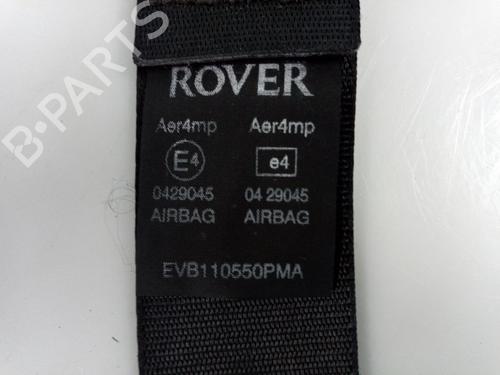 B-PARTS
ROVER
Aer4mp Aer4mp
E4 e4
0429045 04 29045
AIRBAG AIRBAG
EVB110550PMA